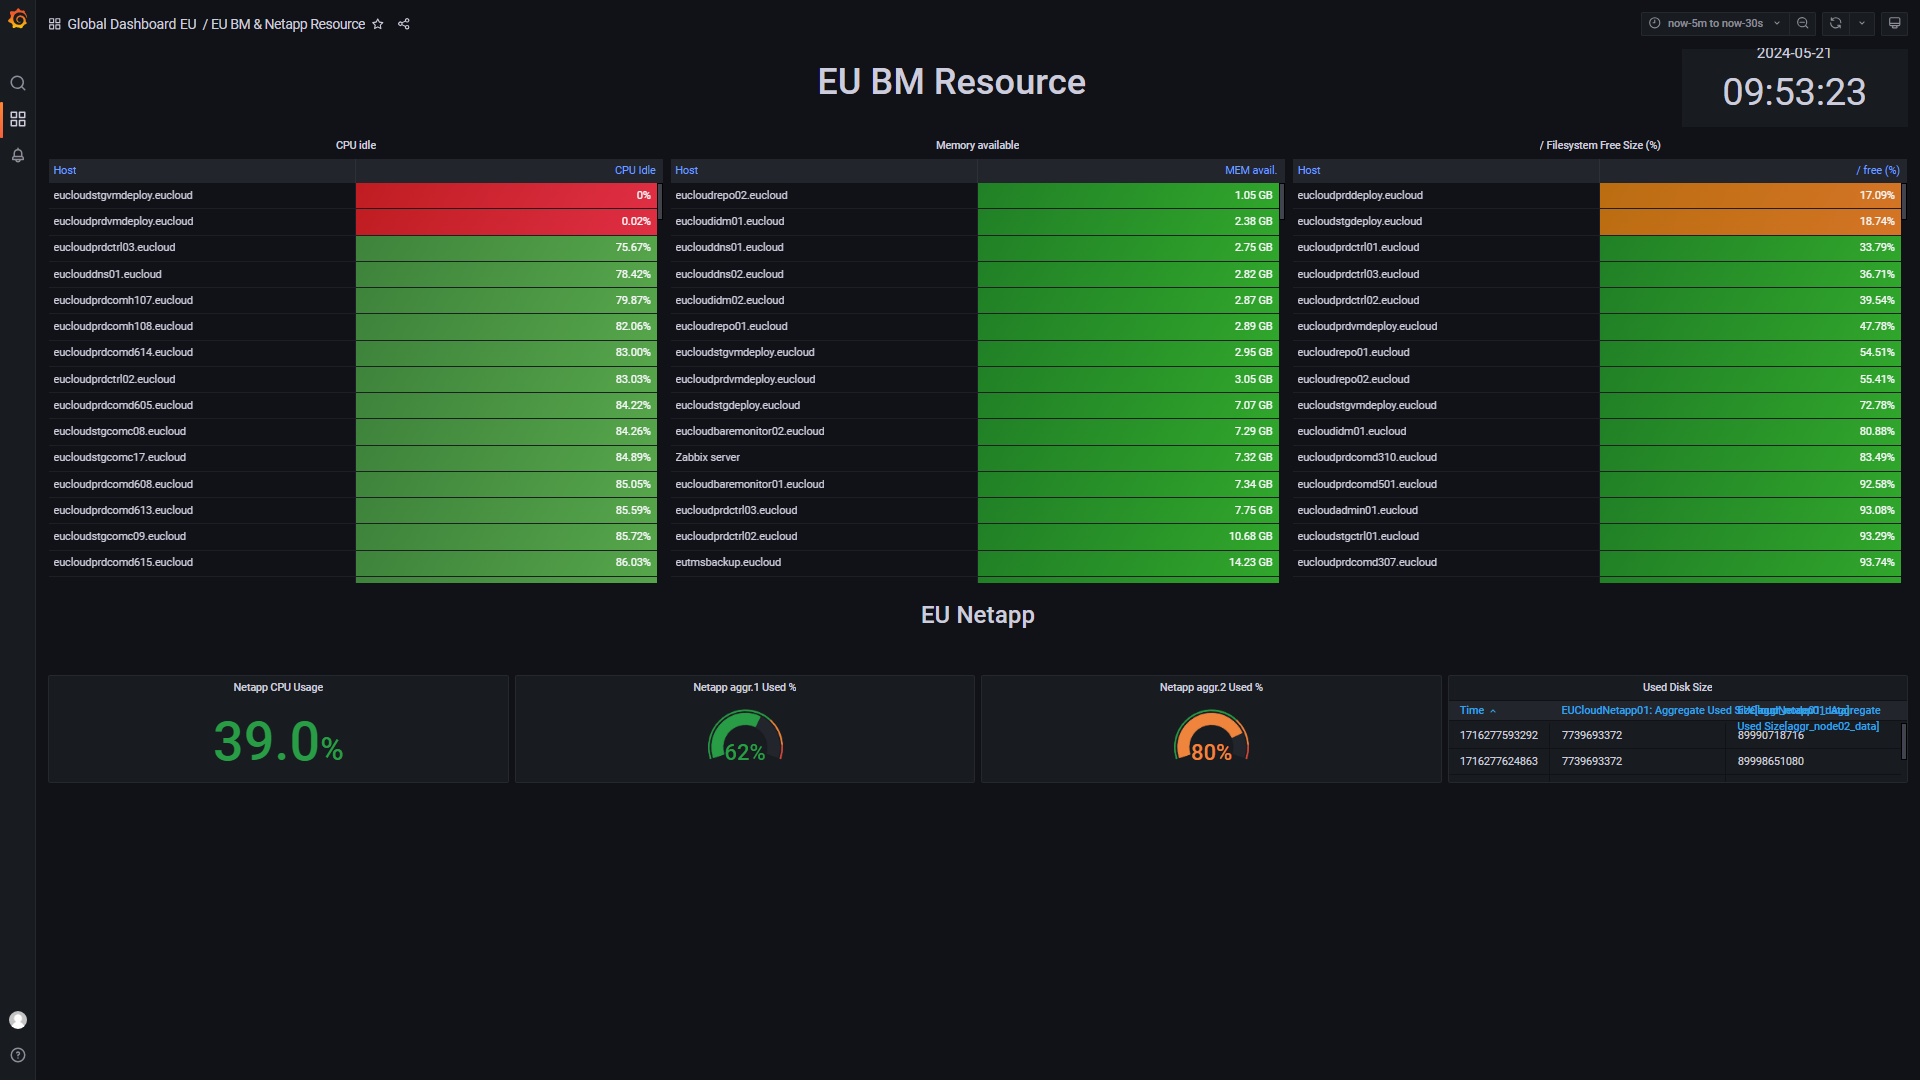 Global Dashboard EU / EU BM & Netapp Resource
now-5m to now-30s
2024-05-21
09:53:23
EU BM Resource
CPU idle
Host CPU Idle
eucloudstgvmdeploy.eucloud 0%
eucloudprdvmdeploy.eucloud 0.02%
eucloudprdctrl03.eucloud 75.67%
euclouddns01.eucloud 78.42%
eucloudprdcomh107.eucloud 79.87%
eucloudprdcomh108.eucloud 82.06%
eucloudprdcomd614.eucloud 83.00%
eucloudprdctrl02.eucloud 83.03%
eucloudprdcomd605.eucloud 84.22%
eucloudstgcomc08.eucloud 84.26%
eucloudstgcomc17.eucloud 84.89%
eucloudprdcomd608.eucloud 85.05%
eucloudprdcomd613.eucloud 85.59%
eucloudstgcomc09.eucloud 85.72%
eucloudprdcomd615.eucloud 86.03%
Memory available
Host MEM avail.
eucloudrepo02.eucloud 1.05 GB
eucloudidm01.eucloud 2.38 GB
euclouddns01.eucloud 2.75 GB
euclouddns02.eucloud 2.82 GB
eucloudidm02.eucloud 2.87 GB
eucloudrepo01.eucloud 2.89 GB
eucloudstgvmdeploy.eucloud 2.95 GB
eucloudprdvmdeploy.eucloud 3.05 GB
eucloudstgdeploy.eucloud 7.07 GB
eucloudbaremonitor02.eucloud 7.29 GB
Zabbix server 7.32 GB
eucloudbaremonitor01.eucloud 7.34 GB
eucloudprdctrl03.eucloud 7.75 GB
eucloudprdctrl02.eucloud 10.68 GB
eutmsbackup.eucloud 14.23 GB
/ Filesystem Free Size (%)
Host / free (%)
eucloudprddeploy.eucloud 17.09%
eucloudstgdeploy.eucloud 18.74%
eucloudprdctrl01.eucloud 33.79%
eucloudprdctrl03.eucloud 36.71%
eucloudprdctrl02.eucloud 39.54%
eucloudprdvmdeploy.eucloud 47.78%
eucloudrepo01.eucloud 54.51%
eucloudrepo02.eucloud 55.41%
eucloudstgvmdeploy.eucloud 72.78%
eucloudidm01.eucloud 80.88%
eucloudprdcomd310.eucloud 83.49%
eucloudprdcomd501.eucloud 92.58%
eucloudadmin01.eucloud 93.08%
eucloudstgctrl01.eucloud 93.29%
eucloudprdcomd307.eucloud 93.74%
EU Netapp
Netapp CPU Usage
39.0%
Netapp aggr.1 Used %
62%
Netapp aggr.2 Used %
80%
Used Disk Size
Time EUCloudNetapp01: Aggregate Used Aggregate
Used Size[aggr_node02_data]
1716277593292 7739693372 89990718716
1716277624863 7739693372 89998651080